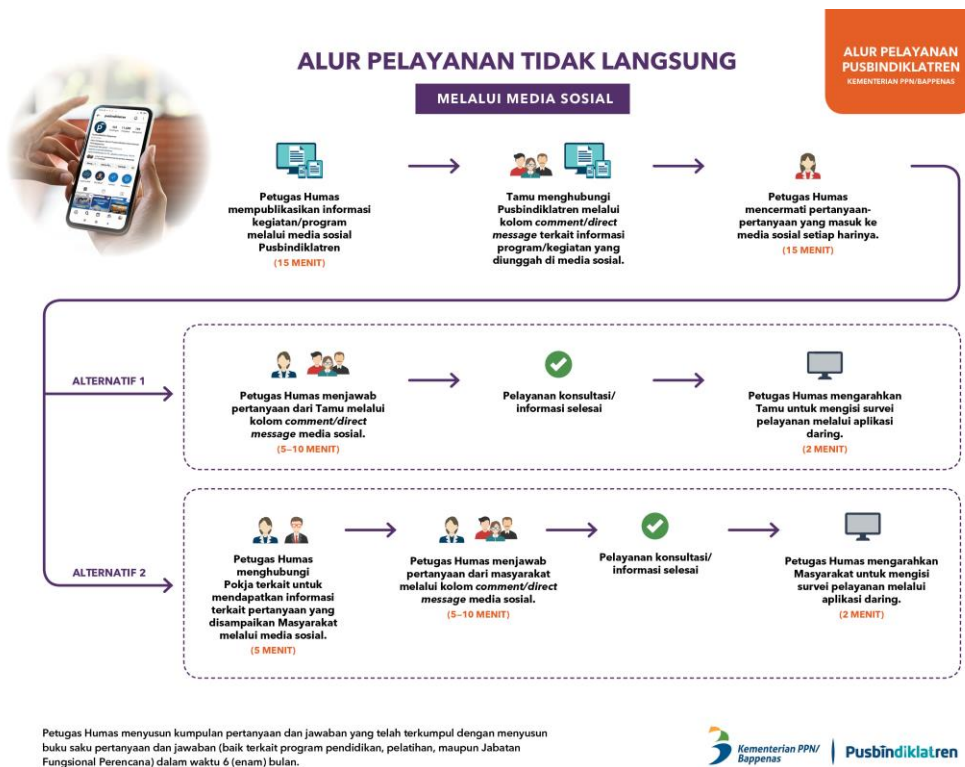 ALUR PELAYANAN TIDAK LANGSUNG
MELALUI MEDIA SOSIAL
ALUR PELAYANAN
PUSBINDIKLATREN
KEMENTERIAN PPN/BAPPENAS
Petugas Humas
mempublikasikan informasi
kegiatan/program
melalui media sosial
Pusbindiklatren
(15 MENIT)
Tamu menghubungi
Pusbindiklatren melalui
kolom comment/direct
message terkait informasi
program/kegiatan yang
diunggah di media sosial.
Petugas Humas
mencermati pertanyaan-
pertanyaan yang masuk ke
media sosial setiap harinya.
(15 MENIT)
ALTERNATIF 1
Petugas Humas menjawab
pertanyaan dari Tamu melalui
kolom comment/direct
message media sosial.
(5–10 MENIT)
Pelayanan konsultasi/
informasi selesai
Petugas Humas mengarahkan
Tamu untuk mengisi survei
pelayanan melalui aplikasi
daring.
(2 MENIT)
ALTERNATIF 2
Petugas Humas
menghubungi
Pokja terkait untuk
mendapatkan informasi
terkait pertanyaan yang
disampaikan Masyarakat
melalui media sosial.
(5 MENIT)
Petugas Humas menjawab
pertanyaan dari masyarakat
melalui kolom comment/direct
message media sosial.
(5–10 MENIT)
Pelayanan konsultasi/
informasi selesai
Petugas Humas mengarahkan
Masyarakat untuk mengisi
survei pelayanan melalui
aplikasi daring.
(2 MENIT)
Petugas Humas menyusun kumpulan pertanyaan dan jawaban yang telah terkumpul dengan menyusun
buku saku pertanyaan dan jawaban (baik terkait program pendidikan, pelatihan, maupun Jabatan
Fungsional Perencana) dalam waktu 6 (enam) bulan.
Kementerian PPN/
Bappenas
Pusbindiklatren